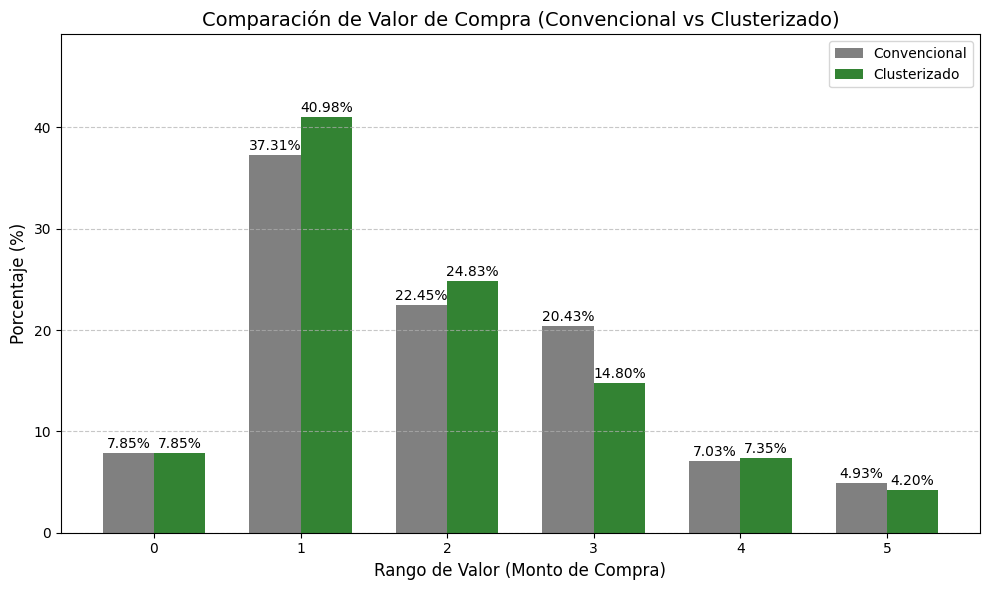 Comparación de Valor de Compra (Convencional vs Clusterizado)
Convencional
Clusterizado
Porcentaje (%)
40
30
20
10
0
7.85% 7.85%
37.31% 40.98%
22.45% 24.83%
20.43% 14.80%
7.03% 7.35%
4.93% 4.20%
0 1 2 3 4 5
Rango de Valor (Monto de Compra)